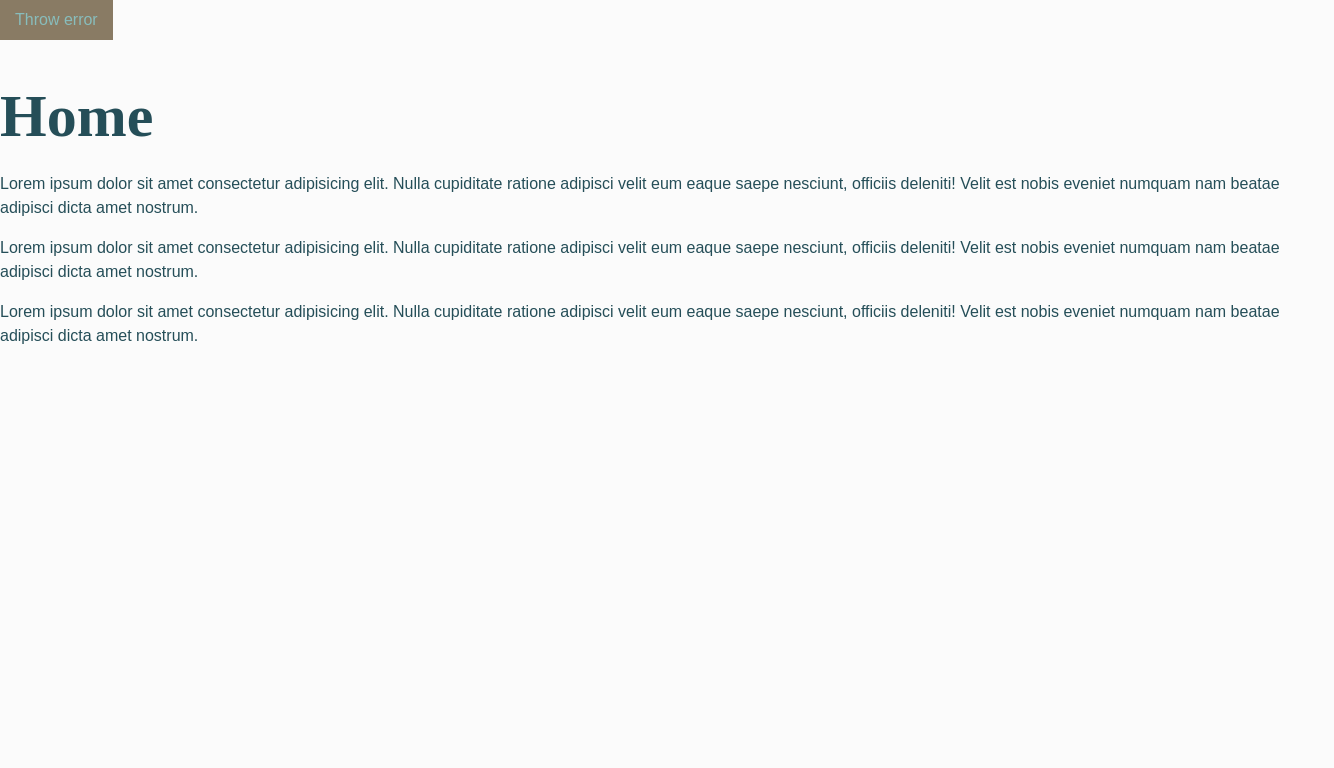 Throw error
Home
Lorem ipsum dolor sit amet consectetur adipisicing elit. Nulla cupiditate ratione adipisci velit eum eaque saepe nesciunt, officiis deleniti! Velit est nobis eveniet numquam nam beatae
adipisci dicta amet nostrum.
Lorem ipsum dolor sit amet consectetur adipisicing elit. Nulla cupiditate ratione adipisci velit eum eaque saepe nesciunt, officiis deleniti! Velit est nobis eveniet numquam nam beatae
adipisci dicta amet nostrum.
Lorem ipsum dolor sit amet consectetur adipisicing elit. Nulla cupiditate ratione adipisci velit eum eaque saepe nesciunt, officiis deleniti! Velit est nobis eveniet numquam nam beatae
adipisci dicta amet nostrum.